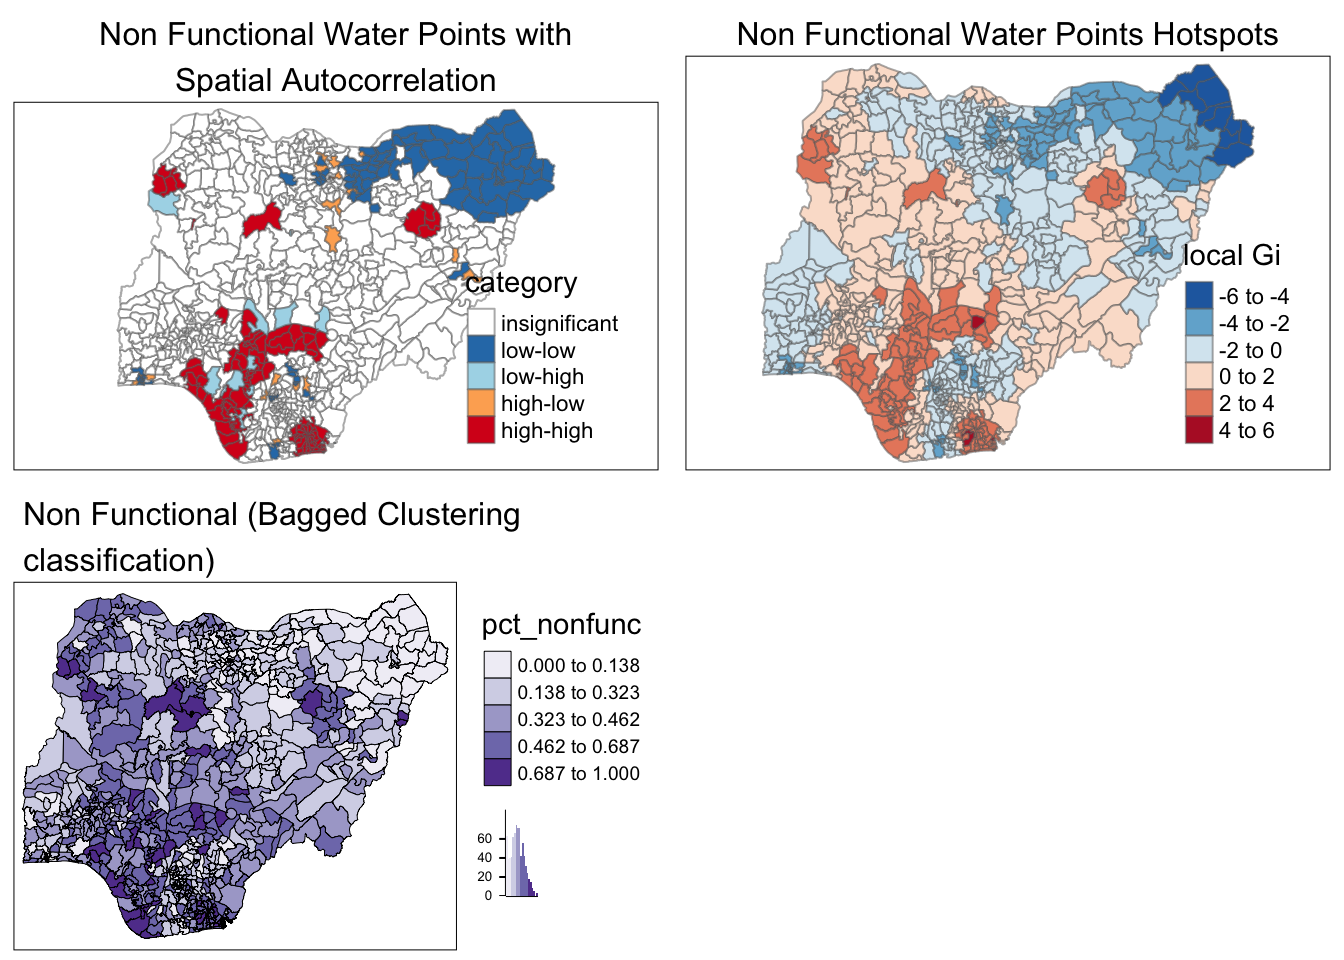 Non Functional Water Points with
Spatial Autocorrelation
category
insignificant
low-low
low-high
high-low
high-high
Non Functional Water Points Hotspots
local Gi
-6 to -4
-4 to -2
-2 to 0
0 to 2
2 to 4
4 to 6
Non Functional (Bagged Clustering
classification)
pct_nonfunc
0.000 to 0.138
0.138 to 0.323
0.323 to 0.462
0.462 to 0.687
0.687 to 1.000
60
40
20
0